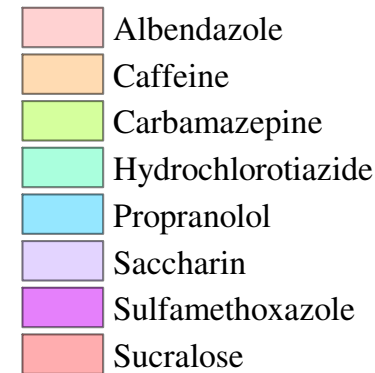 Albendazole
Caffeine
Carbamazepine
Hydrochlorotiazide
Propranolol
Saccharin
Sulfamethoxazole
Sucralose